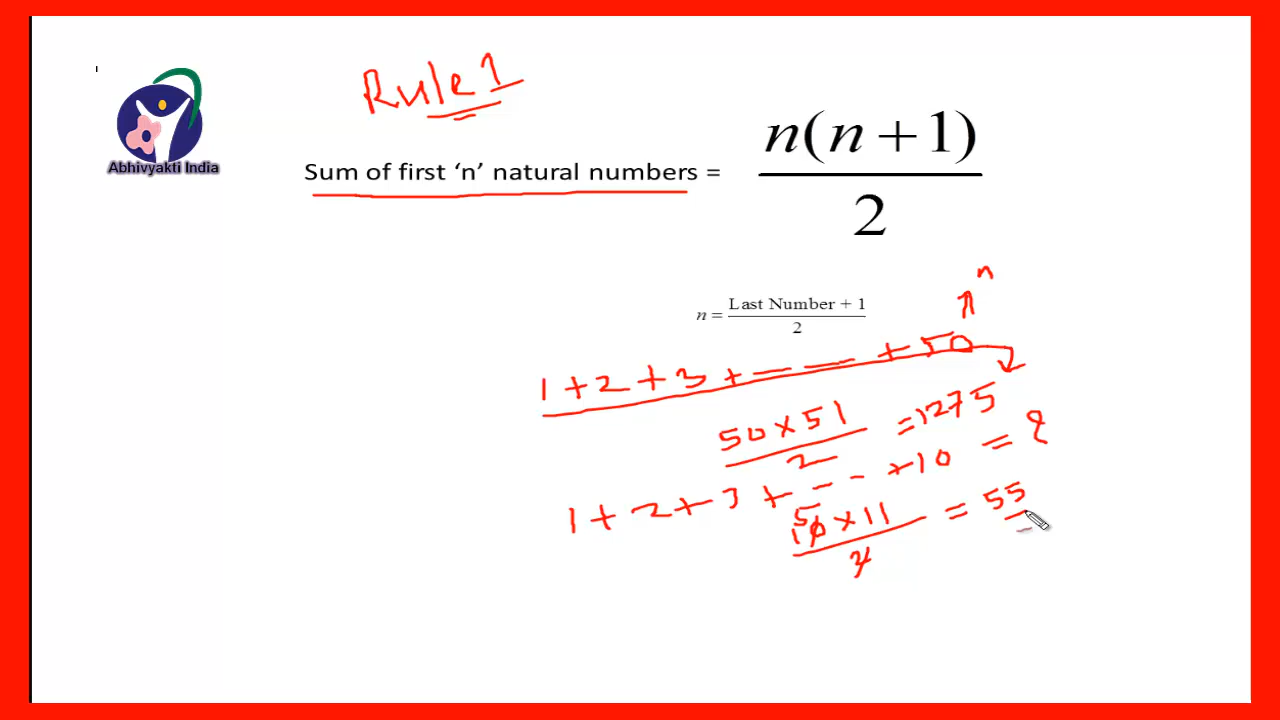 Rule 1
Abhivyakti India
Sum of first ‘n’ natural numbers = n(n+1)/2
n
n = Last Number + 1/2
1+2+3+-- --+50
50×51/2 =1275
1+2+3+-- --+10 = ?
5
10×11/2 = 55